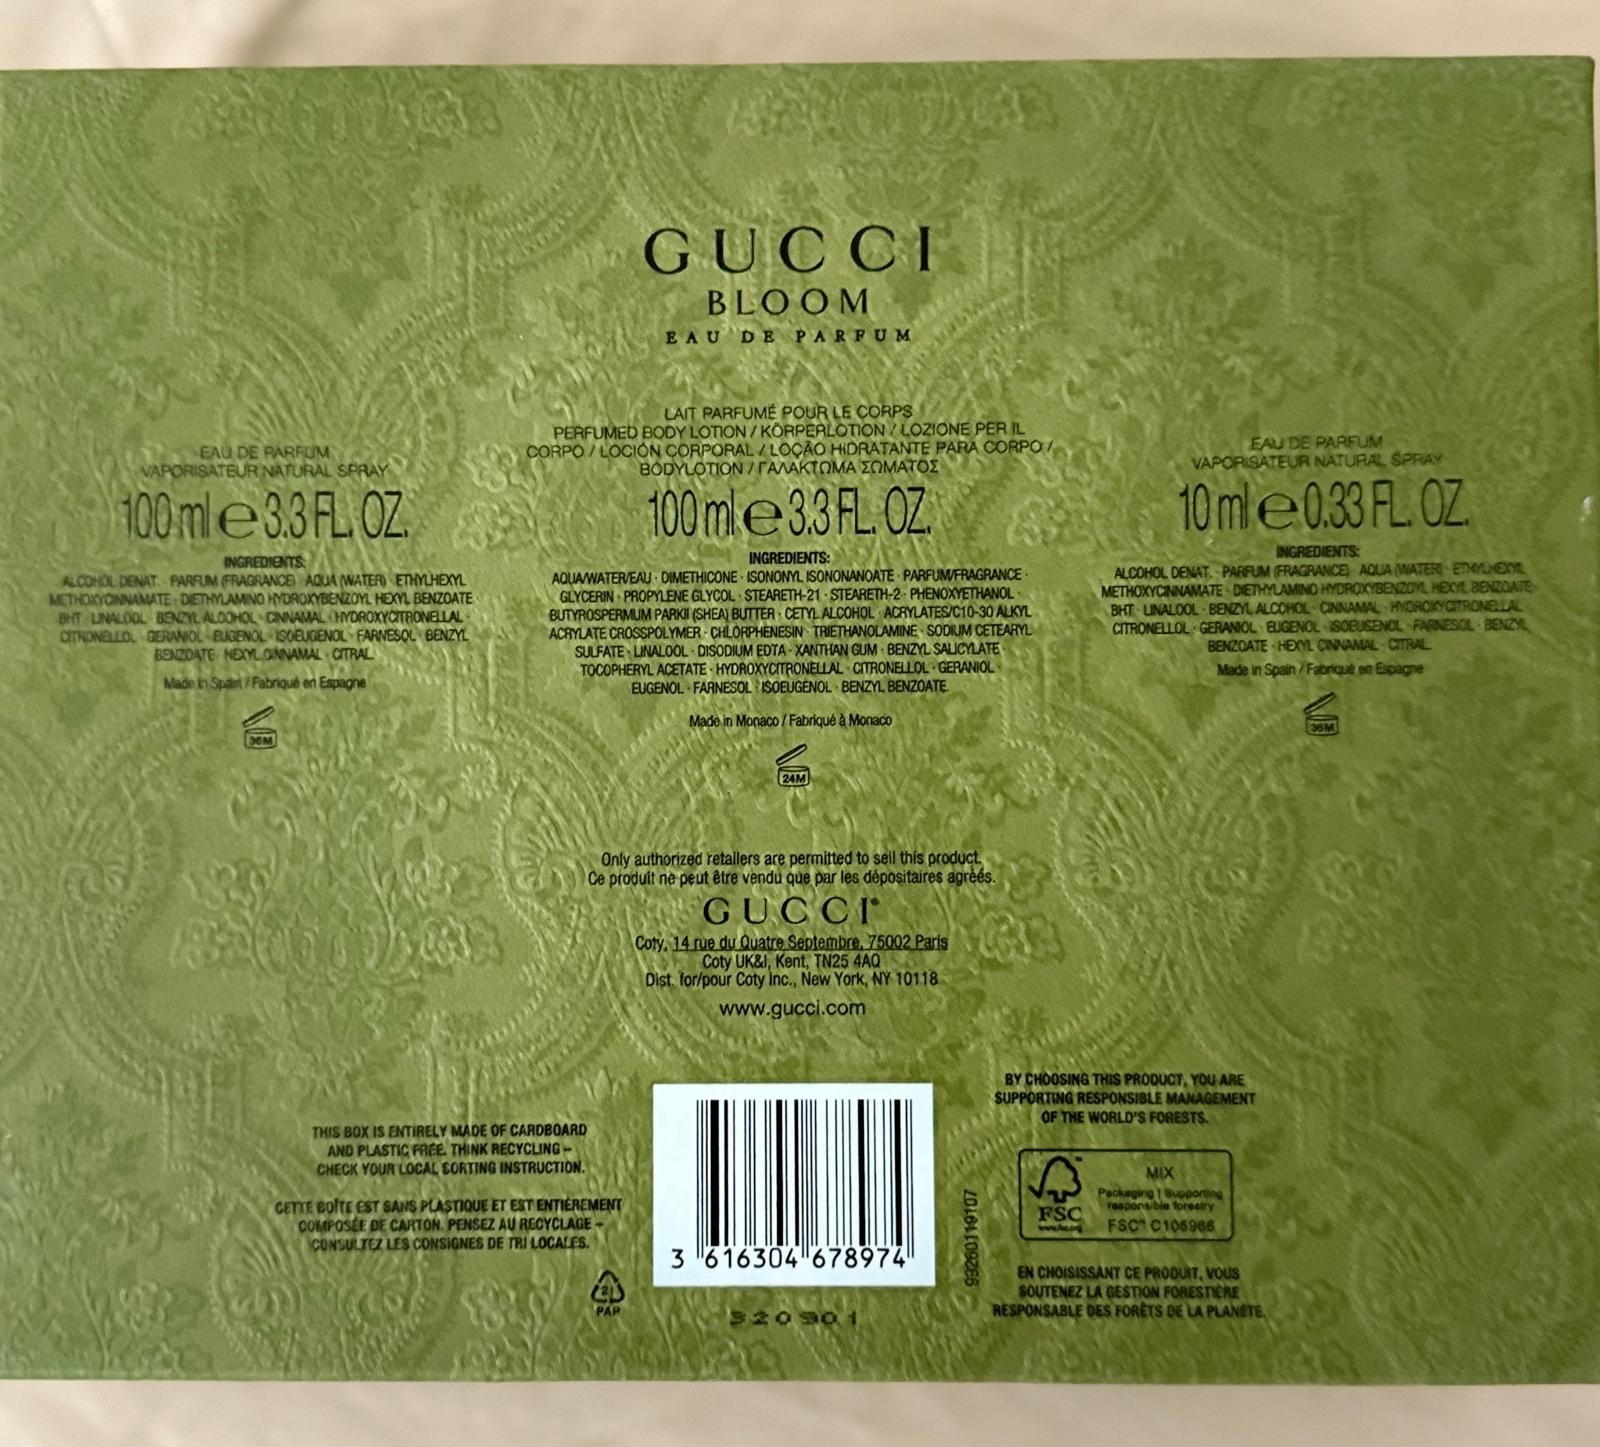 GUCCI
BLOOM
EAU DE PARFUM
EAU DE PARFUM
VAPORISATEUR NATURAL SPRAY
100 ml e 3.3 FL. OZ.
INGREDIENTS:
ALCOHOL DENAT. · PARFUM (FRAGRANCE) · AQUA (WATER) · ETHYLHEXYL
METHOXYCINNAMATE · DIETHYLAMINO HYDROXYBENZOYL HEXYL BENZOATE ·
BHT · LINALOOL · BENZYL ALCOHOL · CINNAMAL · HYDROXYCITRONELLAL ·
CITRONELLOL · GERANIOL · EUGENOL · ISOEUGENOL · FARNESOL · BENZYL
BENZOATE · HEXYL CINNAMAL · CITRAL.
Made in Spain / Fabriqué en Espagne
36M
LAIT PARFUMÉ POUR LE CORPS
PERFUMED BODY LOTION / KÖRPERLOTION / LOZIONE PER IL
CORPO / LOCIÓN CORPORAL / LOÇÃO HIDRATANTE PARA CORPO /
BODYLOTION / ΓΑΛΑΚΤΩΜΑ ΣΩΜΑΤΟΣ
100 ml e 3.3 FL. OZ.
INGREDIENTS:
AQUA/WATER/EAU · DIMETHICONE · ISONONYL ISONONANOATE · PARFUM/FRAGRANCE ·
GLYCERIN · PROPYLENE GLYCOL · STEARETH-21 · STEARETH-2 · PHENOXYETHANOL ·
BUTYROSPERMUM PARKII (SHEA) BUTTER · CETYL ALCOHOL · ACRYLATES/C10-30 ALKYL
ACRYLATE CROSSPOLYMER · CHLORPHENESIN · TRIETHANOLAMINE · SODIUM CETEARYL
SULFATE · LINALOOL · DISODIUM EDTA · XANTHAN GUM · BENZYL SALICYLATE ·
TOCOPHERYL ACETATE · HYDROXYCITRONELLAL · CITRONELLOL · GERANIOL ·
EUGENOL · FARNESOL · ISOEUGENOL · BENZYL BENZOATE.
Made in Monaco / Fabriqué à Monaco
24M
EAU DE PARFUM
VAPORISATEUR NATURAL SPRAY
10 ml e 0.33 FL. OZ.
INGREDIENTS:
ALCOHOL DENAT. · PARFUM (FRAGRANCE) · AQUA (WATER) · ETHYLHEXYL
METHOXYCINNAMATE · DIETHYLAMINO HYDROXYBENZOYL HEXYL BENZOATE ·
BHT · LINALOOL · BENZYL ALCOHOL · CINNAMAL · HYDROXYCITRONELLAL ·
CITRONELLOL · GERANIOL · EUGENOL · ISOEUGENOL · FARNESOL · BENZYL
BENZOATE · HEXYL CINNAMAL · CITRAL.
Made in Spain / Fabriqué en Espagne
36M
Only authorized retailers are permitted to sell this product.
Ce produit ne peut être vendu que par les dépositaires agréés.
GUCCI®
Coty, 14 rue du Quatre Septembre, 75002 Paris
Coty UK&I, Kent, TN25 4AQ
Dist. for/pour Coty Inc., New York, NY 10118
www.gucci.com
THIS BOX IS ENTIRELY MADE OF CARDBOARD
AND PLASTIC FREE. THINK RECYCLING –
CHECK YOUR LOCAL SORTING INSTRUCTION.
CETTE BOÎTE EST SANS PLASTIQUE ET EST ENTIÈREMENT
COMPOSÉE DE CARTON. PENSEZ AU RECYCLAGE –
CONSULTEZ LES CONSIGNES DE TRI LOCALES.
21
PAP
3 616304 678974
320901
99260119107
BY CHOOSING THIS PRODUCT, YOU ARE
SUPPORTING RESPONSIBLE MANAGEMENT
OF THE WORLD'S FORESTS.
FSC
www.fsc.org
MIX
Packaging | Supporting
responsible forestry
FSC™ C105966
EN CHOISISSANT CE PRODUIT, VOUS
SOUTENEZ LA GESTION FORESTIÈRE
RESPONSABLE DES FORÊTS DE LA PLANÈTE.